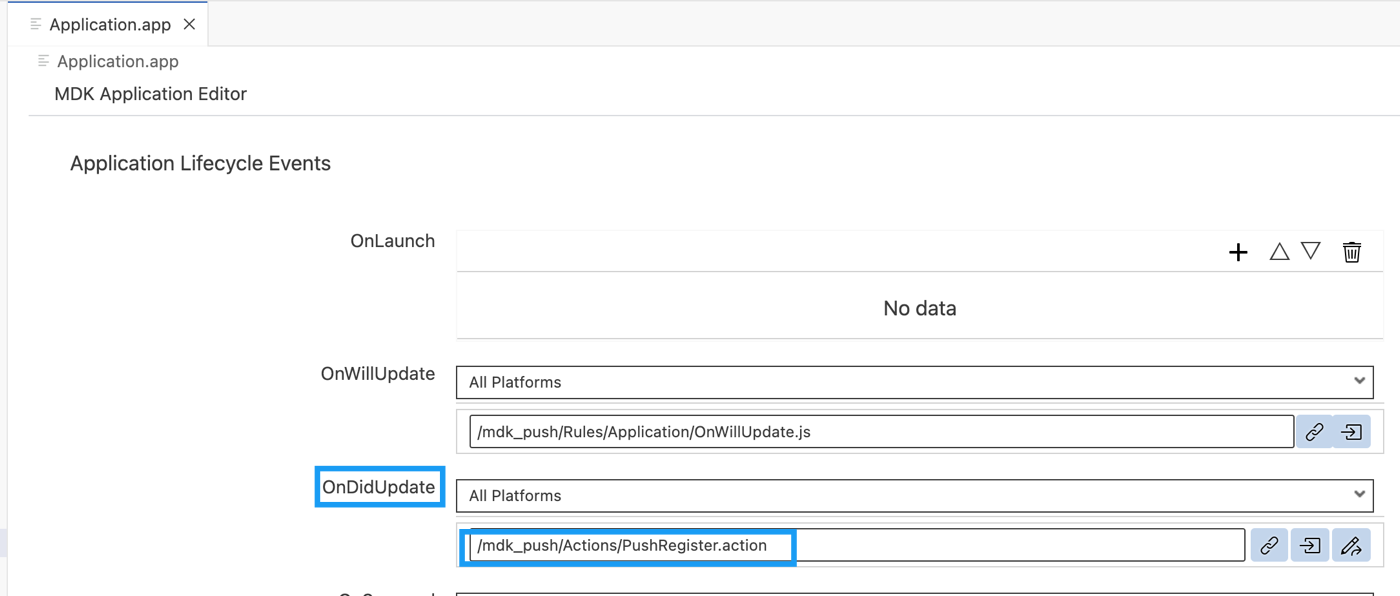 Application.app
Application.app
MDK Application Editor
Application Lifecycle Events
OnLaunch
No data
OnWillUpdate
All Platforms
/mdk_push/Rules/Application/OnWillUpdate.js
OnDidUpdate
All Platforms
/mdk_push/Actions/PushRegister.action